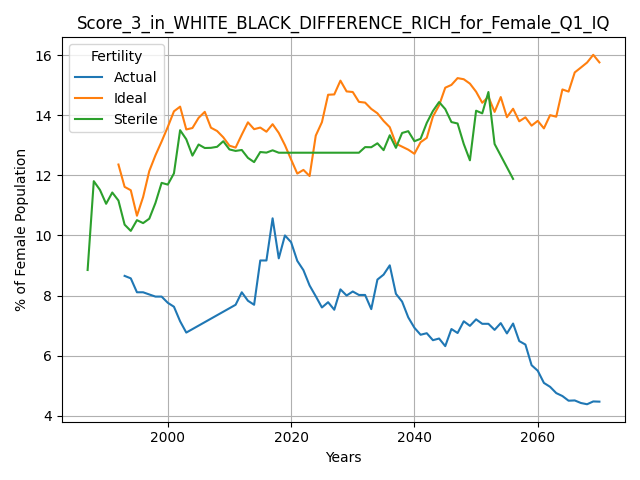 Score_3_in_WHITE_BLACK_DIFFERENCE_RICH_for_Female_Q1_IQ
Fertility
Actual
Ideal
Sterile
% of Female Population
16
14
12
10
8
6
4
2000
2020
2040
2060
Years